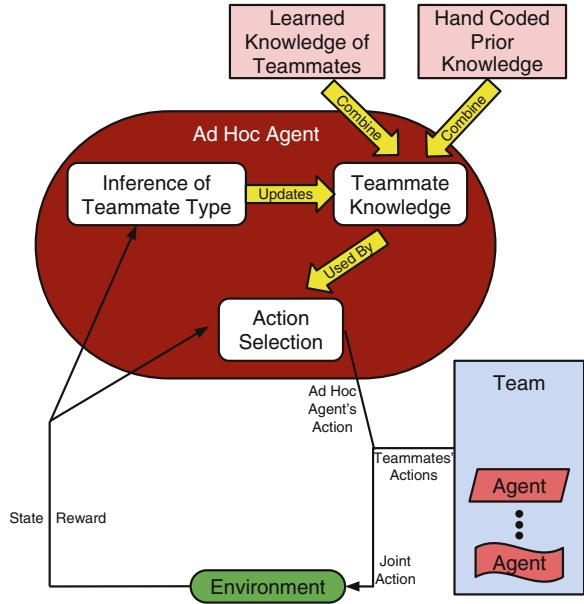 Learned
Knowledge of
Teammates
Hand Coded
Prior
Knowledge
Combine
Combine
Ad Hoc Agent
Inference of
Teammate Type
Updates
Teammate
Knowledge
Used By
Action
Selection
Ad Hoc
Agent's
Action
Team
Teammates'
Actions
Agent
Agent
State
Reward
Joint
Action
Environment